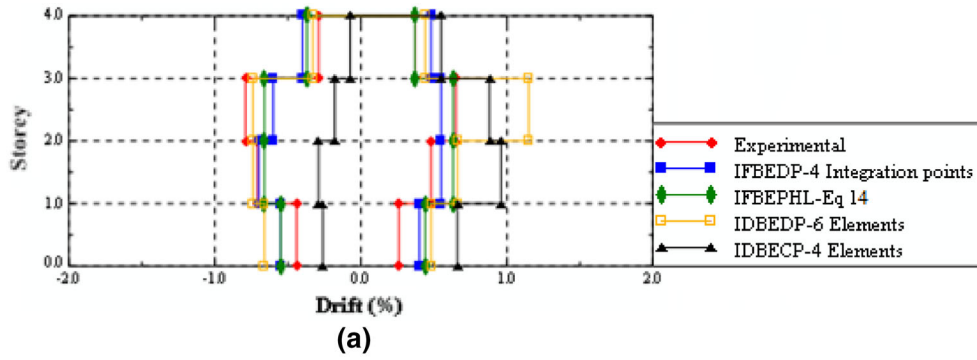 4.0
3.0
2.0
1.0
0.0
Storey
-2.0 -1.0 0.0 1.0 2.0
Drift (%)
Experimental
IFBEDP-4 Integration points
IFBEPHL-Eq 14
IDBEDP-6 Elements
IDBECP-4 Elements
(a)